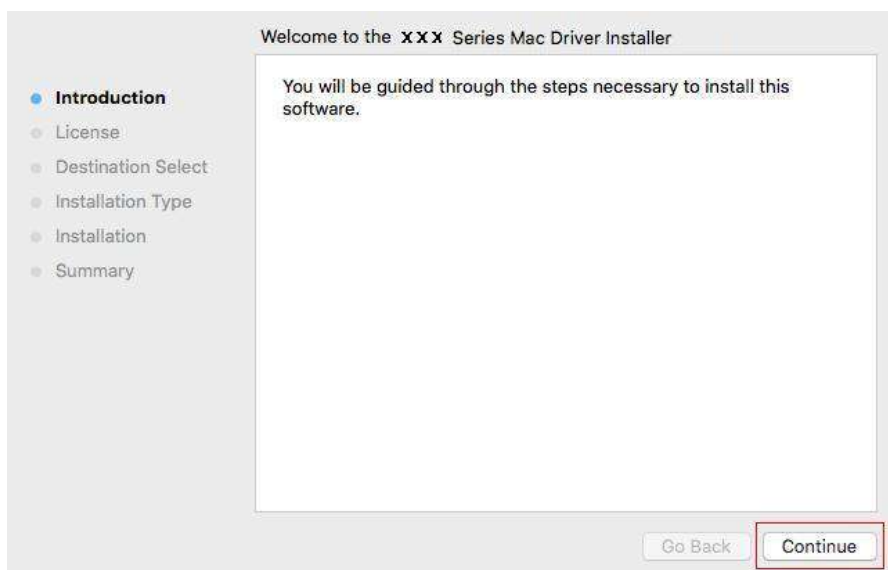 Welcome to the XXX Series Mac Driver Installer
Introduction
License
Destination Select
Installation Type
Installation
Summary
You will be guided through the steps necessary to install this
software.
Go Back
Continue